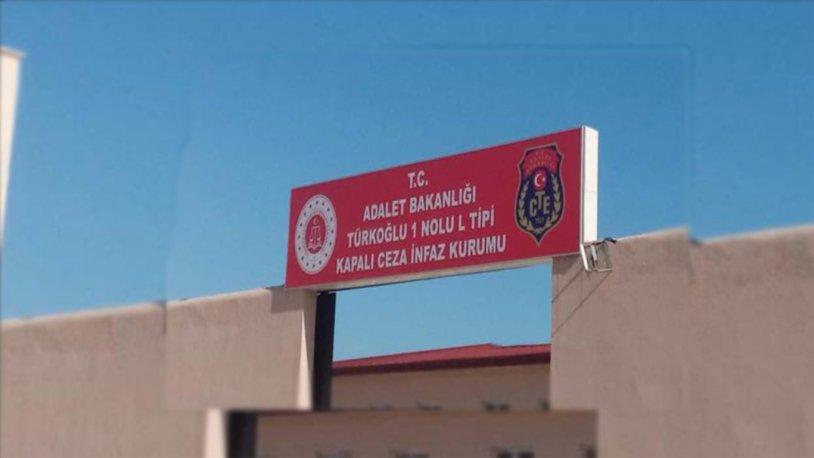 T.C.
ADALET BAKANLIĞI
TÜRKOĞLU 1 NOLU L TİPİ
KAPALI CEZA İNFAZ KURUMU
CTE